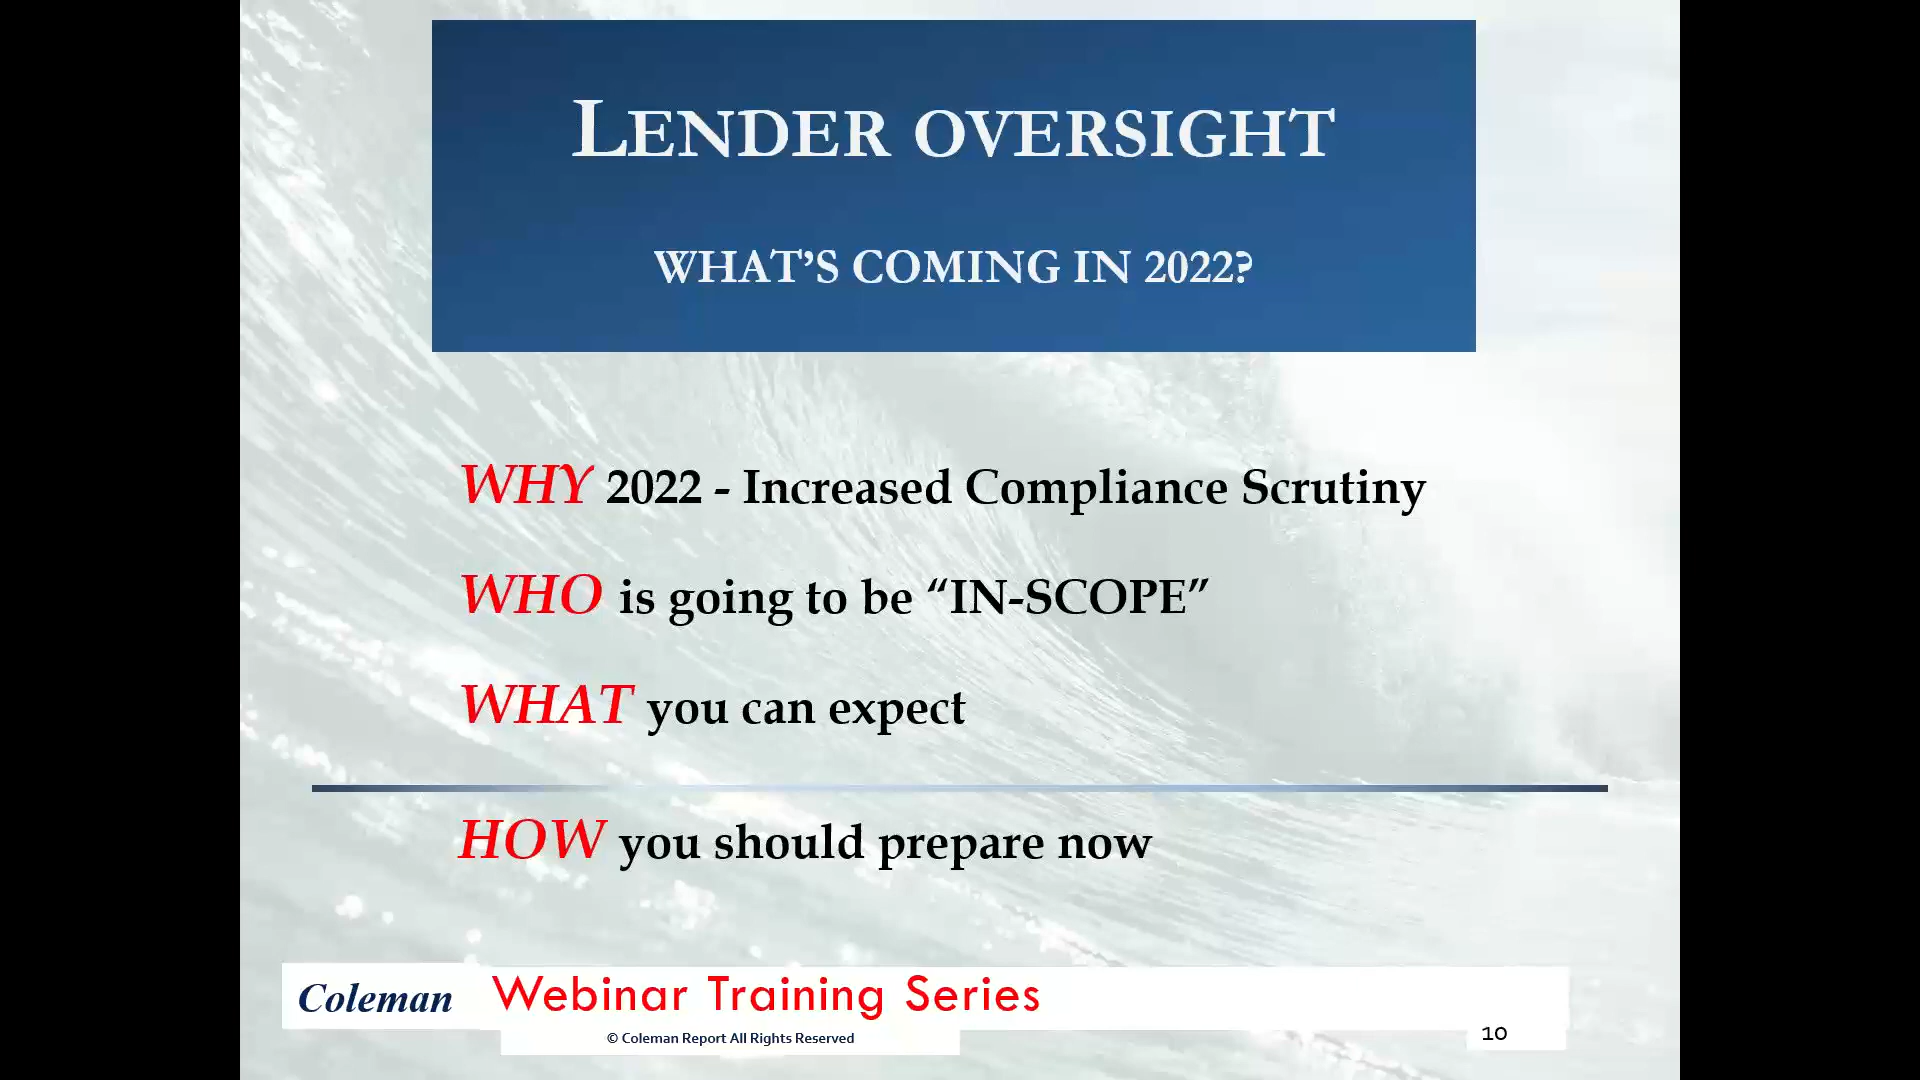 LENDER OVERSIGHT
WHAT’S COMING IN 2022?
WHY 2022 - Increased Compliance Scrutiny
WHO is going to be “IN-SCOPE”
WHAT you can expect
HOW you should prepare now
Coleman Webinar Training Series
© Coleman Report All Rights Reserved
10